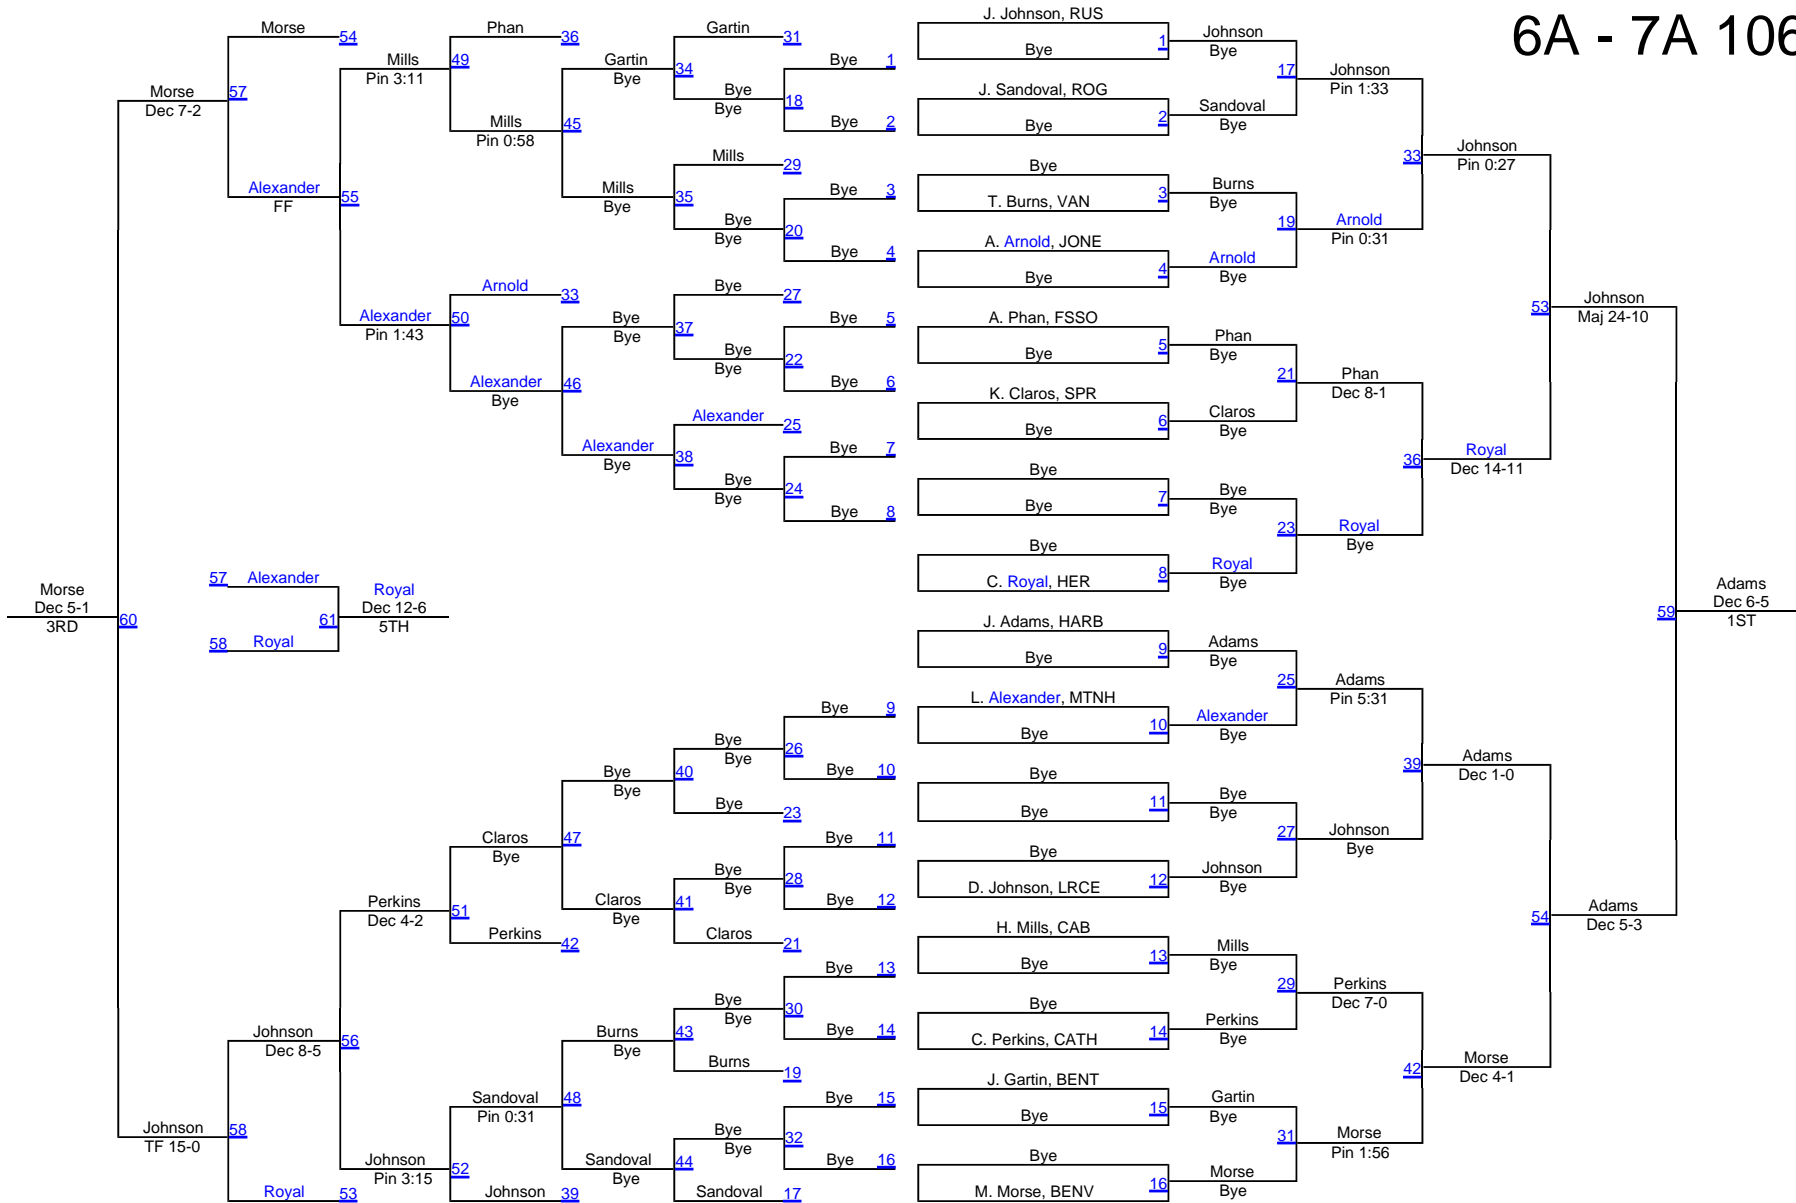 6A - 7A 106
Morse 54
Morse 57
Dec 7-2
Alexander 55
FF
Mills 49
Pin 3:11
Phan 36
Mills 45
Pin 0:58
Gartin 34
Bye
Gartin 31
Bye 18
Bye
Bye 1
Bye 2
Mills 35
Bye
Mills 29
Bye 20
Bye
Bye 3
Bye 4
Alexander 50
Pin 1:43
Arnold 33
Alexander 46
Bye
Bye 37
Bye
Bye 27
Bye 22
Bye
Bye 5
Bye 6
Alexander 38
Bye
Alexander 25
Bye 24
Bye
Bye 7
Bye 8
Morse
Dec 5-1
3RD
60
57 Alexander
58 Royal
61
Royal
Dec 12-6
5TH
Bye 9
Bye 26
Bye
Bye 10
Bye 40
Bye
Bye 23
Claros 47
Bye
Bye 11
Bye 28
Bye
Bye 12
Claros 41
Bye
Claros 21
Perkins 51
Dec 4-2
Perkins 42
Bye 13
Bye 30
Bye
Bye 14
Burns 43
Bye
Burns 19
Johnson 56
Dec 8-5
Sandoval 48
Pin 0:31
Bye 15
Bye 32
Bye
Bye 16
Sandoval 44
Bye
Sandoval 17
Johnson 58
TF 15-0
Johnson 52
Pin 3:15
Johnson 39
Royal 53
J. Johnson, RUS
Bye 1
Johnson
Bye
J. Sandoval, ROG
Bye 2
Sandoval
Bye
17 Johnson
Pin 1:33
Bye
T. Burns, VAN 3
Burns
Bye
A. Arnold, JONE
Bye 4
Arnold
Bye
19 Arnold
Pin 0:31
33 Johnson
Pin 0:27
A. Phan, FSSO
Bye 5
Phan
Bye
K. Claros, SPR
Bye 6
Claros
Bye
21 Phan
Dec 8-1
Bye
Bye 7
Bye
Bye
Bye
C. Royal, HER 8
Royal
Bye
23 Royal
Bye
36 Royal
Dec 14-11
53 Johnson
Maj 24-10
J. Adams, HARB
Bye 9
Adams
Bye
L. Alexander, MTNH
Bye 10
Alexander
Bye
25 Adams
Pin 5:31
Bye
Bye 11
Bye
Bye
Bye
D. Johnson, LRCE 12
Johnson
Bye
27 Johnson
Bye
39 Adams
Dec 1-0
H. Mills, CAB
Bye 13
Mills
Bye
Bye
C. Perkins, CATH 14
Perkins
Bye
29 Perkins
Dec 7-0
J. Gartin, BENT
Bye 15
Gartin
Bye
Bye
M. Morse, BENV 16
Morse
Bye
31 Morse
Pin 1:56
42 Morse
Dec 4-1
54 Adams
Dec 5-3
59
Adams
Dec 6-5
1ST